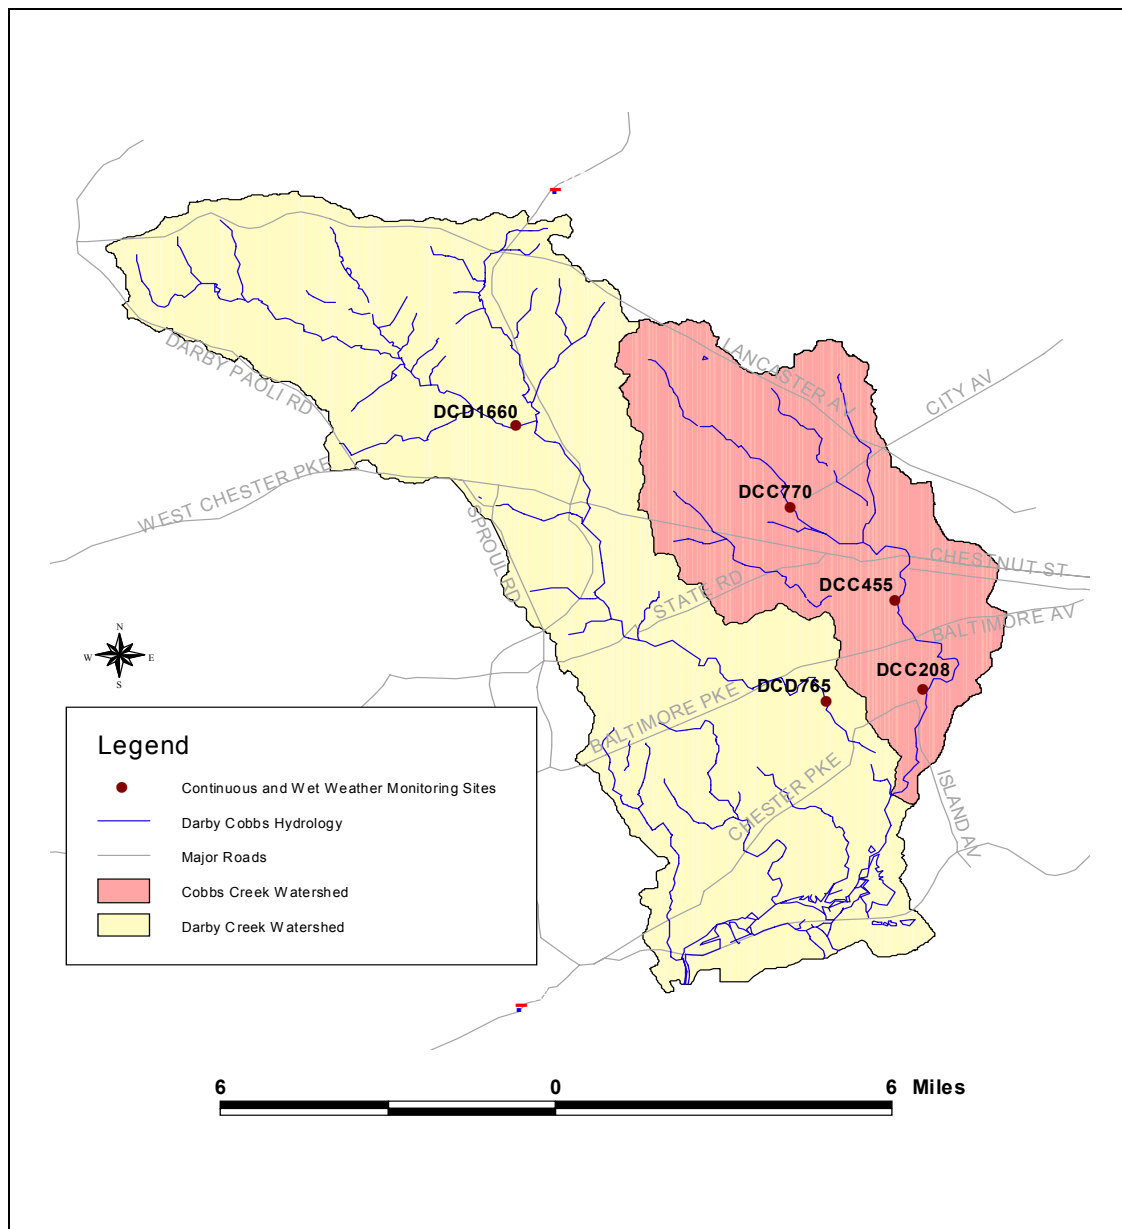 LANCASTER AV
DARBY PAOLI RD
CITY AV
DCD1660
WEST CHESTER PKE
DCC770
SPROUL RD
CHESTNUT ST
DCC455
STATE RD
BALTIMORE AV
N
W E
S
DCC208
DCD765
BALTIMORE PKE
CHESTER PKE
ISLAND AV
Legend
Continuous and Wet Weather Monitoring Sites
Darby Cobbs Hydrology
Major Roads
Cobbs Creek Watershed
Darby Creek Watershed
6 0 6 Miles